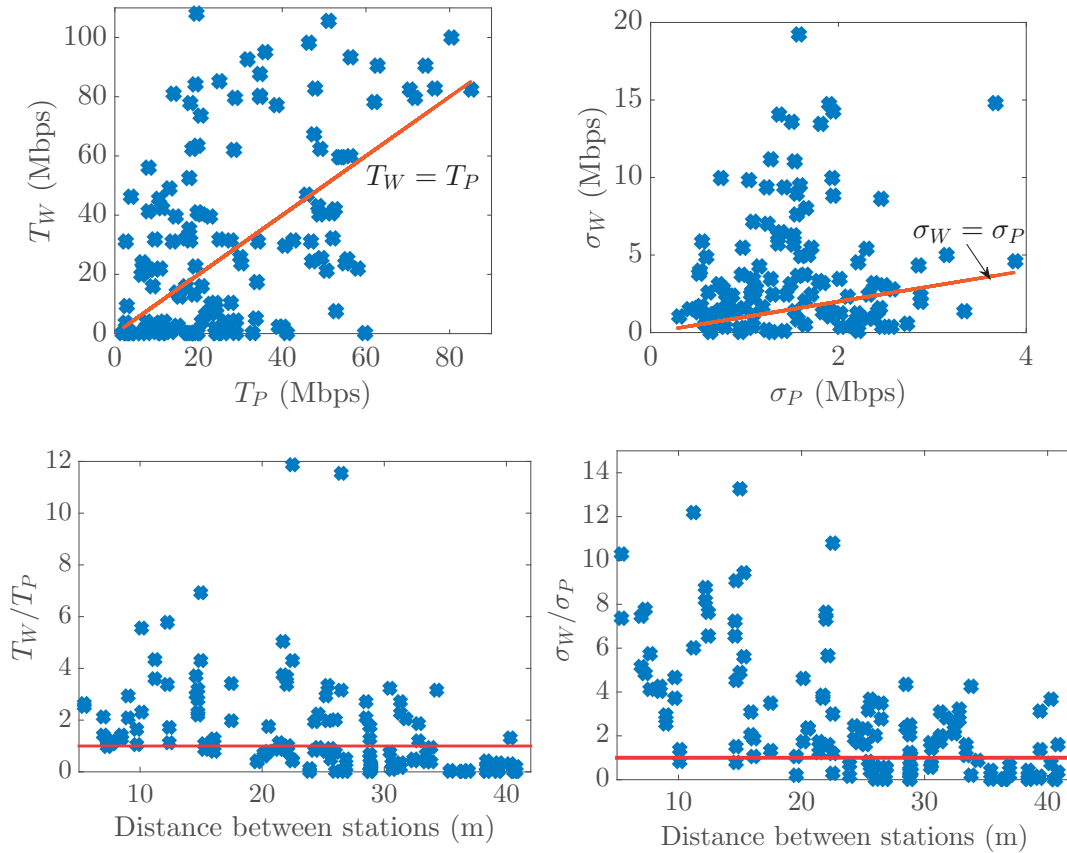 100
80
60
40
20
0
T_W (Mbps)
T_W = T_P
0 20 40 60 80
T_P (Mbps)
20
15
10
5
0
σ_W (Mbps)
σ_W = σ_P
0 2 4
σ_P (Mbps)
12
10
8
6
4
2
0
T_W/T_P
10 20 30 40
Distance between stations (m)
14
12
10
8
6
4
2
0
σ_W/σ_P
10 20 30 40
Distance between stations (m)